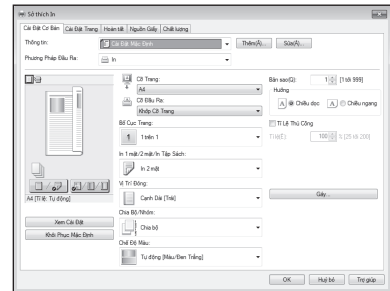 Sở thích In
Cài Đặt Cơ Bản Cài Đặt Trang Hoàn tất Nguồn Giấy Chất lượng
Thông tin: Cài Đặt Mặc Định Thêm(A)... Sửa(A)...
Phương Pháp Đầu Ra: In
Cỡ Trang: Bản sao(Q): 1 [1tới 999]
A4
Hướng
Cỡ Đầu Ra:
Khớp Cỡ Trang
A Chiều dọc A Chiều ngang
Bố Cục Trang: Tỉ Lệ Thủ Công
1 1 trên 1 100 % [25 tới 200]
In 1 mặt/2 mặt/In Tập Sách:
In 2 mặt
Vị Trí Đóng:
A4 [Tỉ lệ: Tự động] Cạnh Dài [Trái] Gáy...
Xem Cài Đặt Chia Bộ/Nhóm:
Khôi Phục Mặc Định Chia bộ
Chế Độ Màu:
Tự động [Màu/Đen Trắng]
OK Huỷ bỏ Trợ giúp